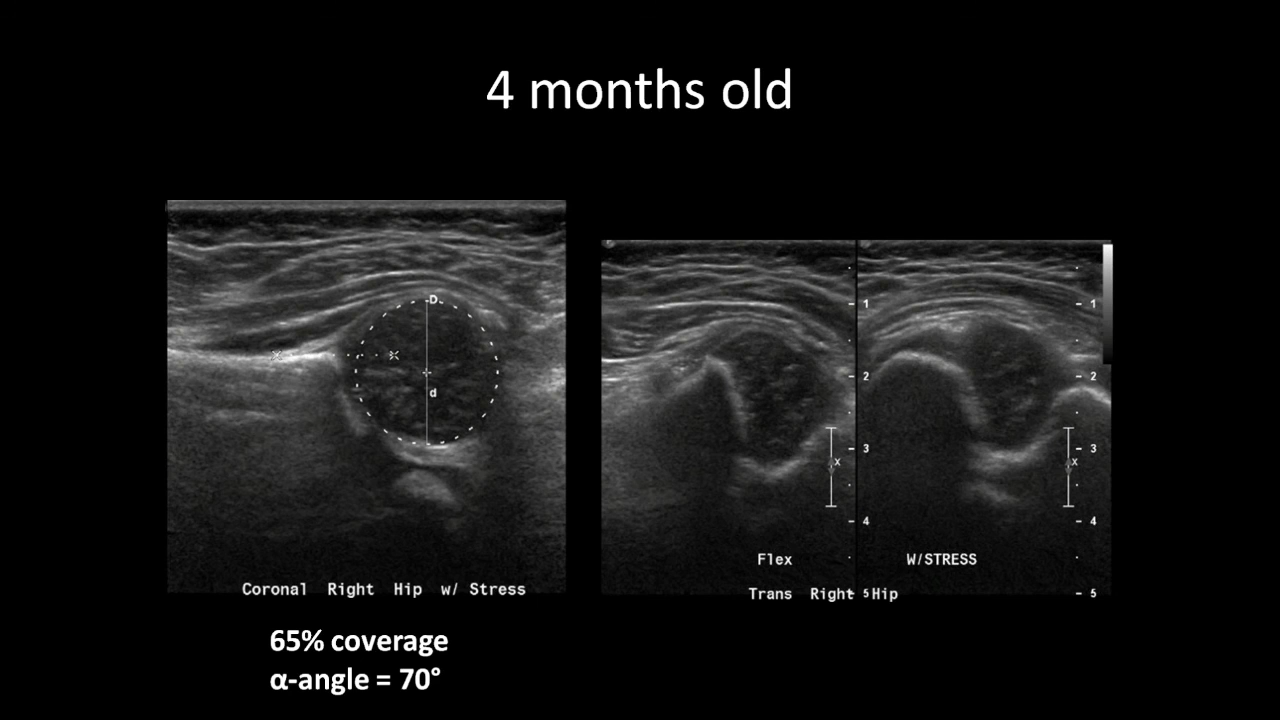 4 months old
D
d
Coronal Right Hip w/ Stress
1
2
3
4
5
x
Flex
1
2
3
4
5
x
W/STRESS
Trans Right Hip
65% coverage
α-angle = 70°